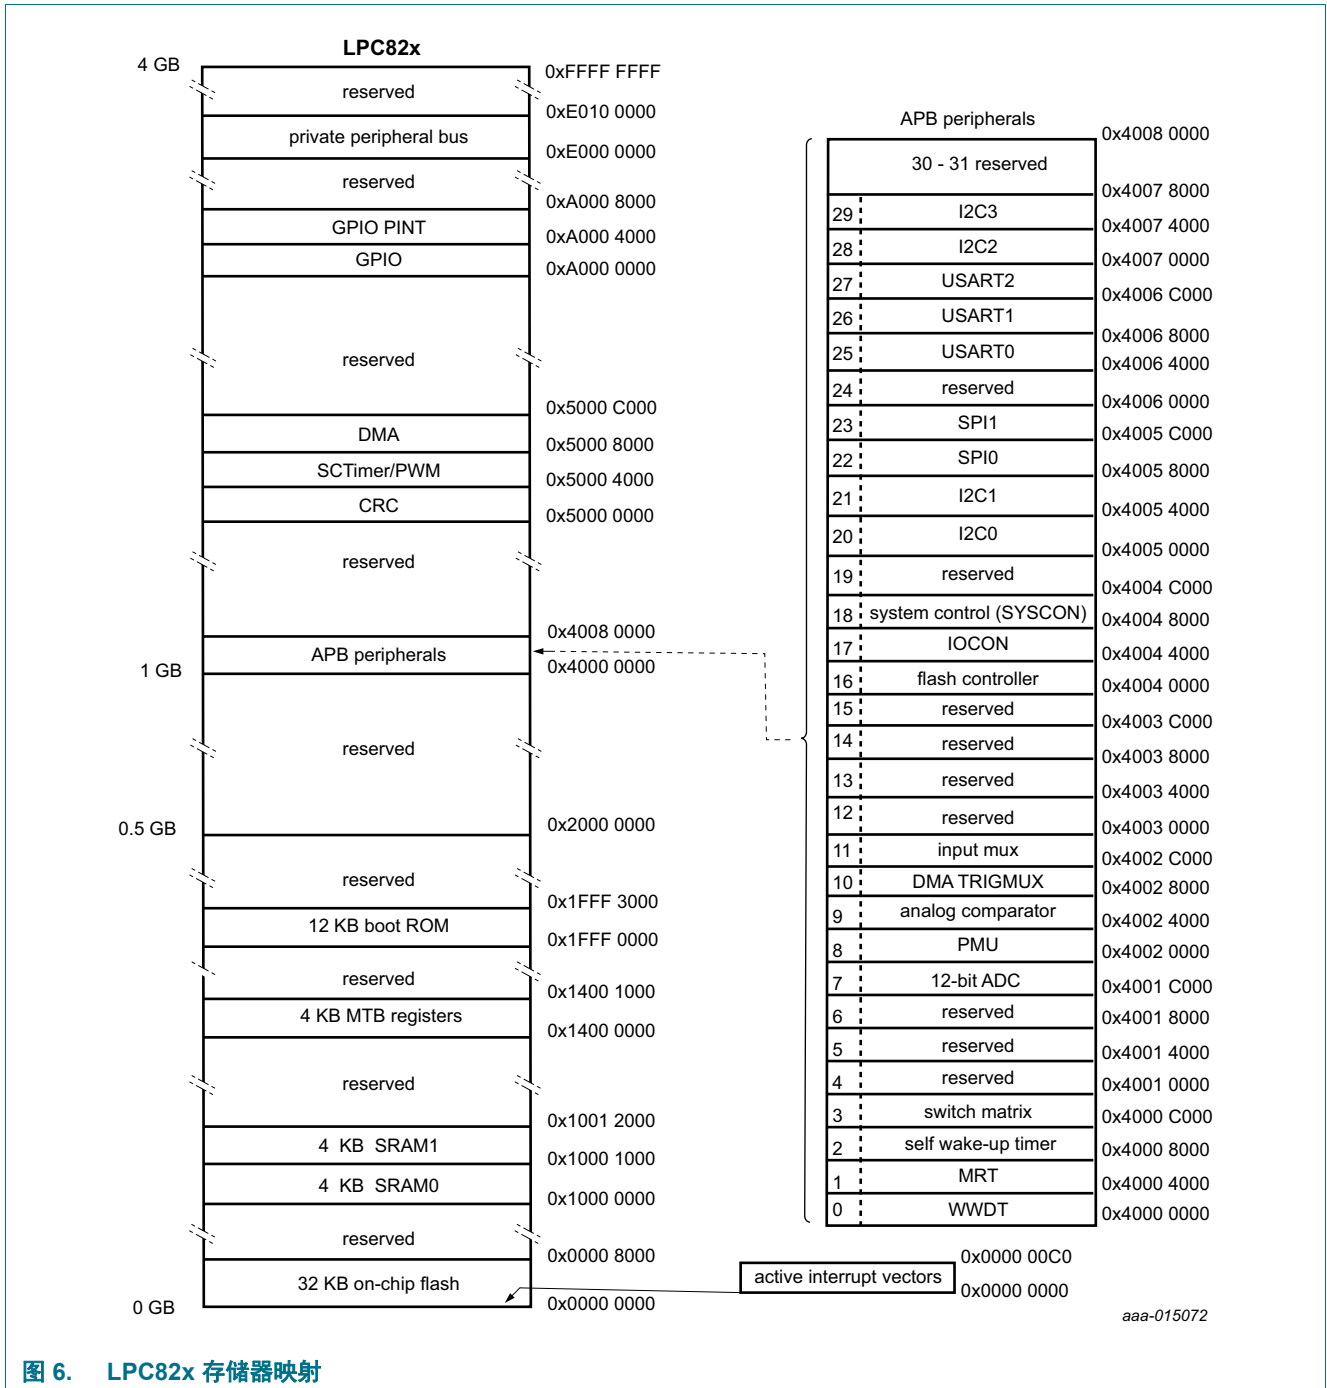 LPC82x
4 GB
0xFFFF FFFF
reserved
0xE010 0000
private peripheral bus
0xE000 0000
reserved
0xA000 8000
GPIO PINT
0xA000 4000
GPIO
0xA000 0000
reserved
0x5000 C000
DMA
0x5000 8000
SCTimer/PWM
0x5000 4000
CRC
0x5000 0000
reserved
0x4008 0000
APB peripherals
1 GB
0x4000 0000
reserved
0.5 GB
0x2000 0000
reserved
0x1FFF 3000
12 KB boot ROM
0x1FFF 0000
reserved
0x1400 1000
4 KB MTB registers
0x1400 0000
reserved
0x1001 2000
4 KB SRAM1
0x1000 1000
4 KB SRAM0
0x1000 0000
reserved
0x0000 8000
32 KB on-chip flash
0 GB
0x0000 0000
APB peripherals
0x4008 0000
30 - 31 reserved
0x4007 8000
29 I2C3
0x4007 4000
28 I2C2
0x4007 0000
27 USART2
0x4006 C000
26 USART1
0x4006 8000
25 USART0
0x4006 4000
24 reserved
0x4006 0000
23 SPI1
0x4005 C000
22 SPI0
0x4005 8000
21 I2C1
0x4005 4000
20 I2C0
0x4005 0000
19 reserved
0x4004 C000
18 system control (SYSCON)
0x4004 8000
17 IOCON
0x4004 4000
16 flash controller
0x4004 0000
15 reserved
0x4003 C000
14 reserved
0x4003 8000
13 reserved
0x4003 4000
12 reserved
0x4003 0000
11 input mux
0x4002 C000
10 DMA TRIGMUX
0x4002 8000
9 analog comparator
0x4002 4000
8 PMU
0x4002 0000
7 12-bit ADC
0x4001 C000
6 reserved
0x4001 8000
5 reserved
0x4001 4000
4 reserved
0x4001 0000
3 switch matrix
0x4000 C000
2 self wake-up timer
0x4000 8000
1 MRT
0x4000 4000
0 WWDT
0x4000 0000
0x0000 00C0
active interrupt vectors
0x0000 0000
aaa-015072
图 6. LPC82x 存储器映射